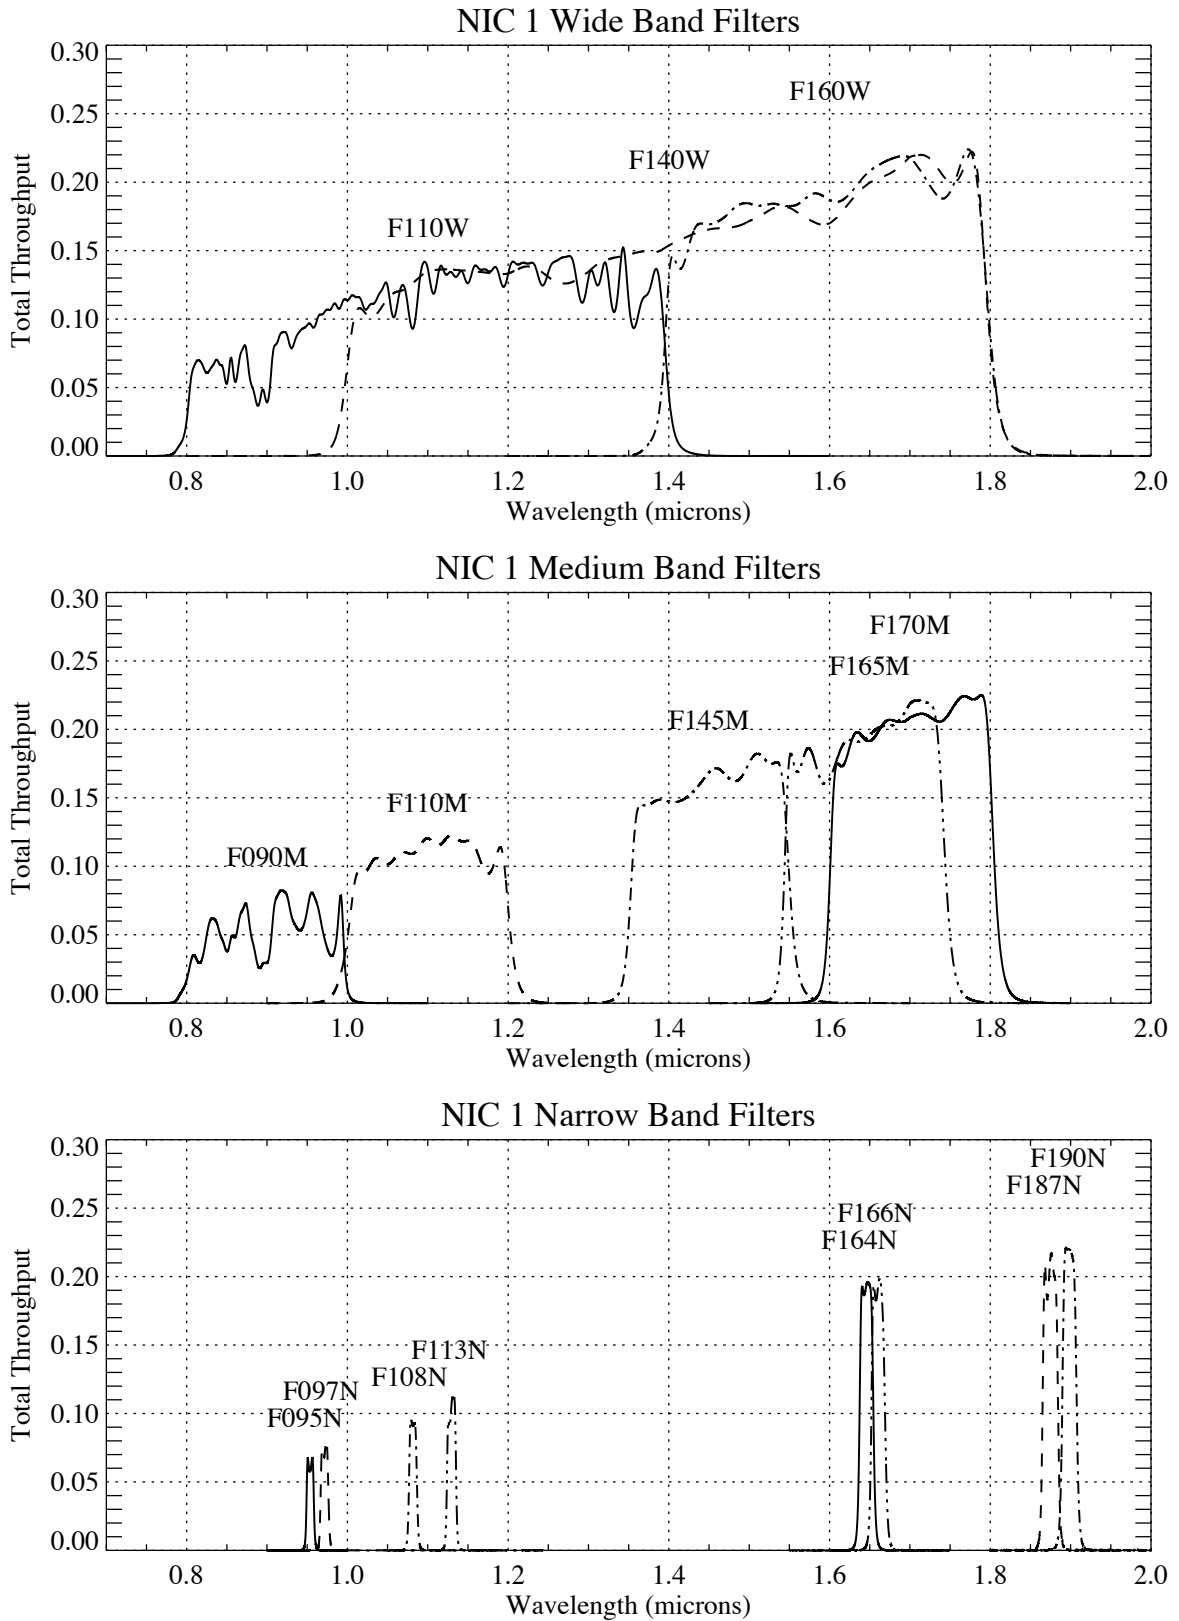 NIC 1 Wide Band Filters
0.30
F160W
0.25
F140W
0.20
F110W
0.15
0.10
0.05
0.00
Total Throughput
0.8 1.0 1.2 1.4 1.6 1.8 2.0
Wavelength (microns)
NIC 1 Medium Band Filters
0.30
F170M
F165M
0.25
F145M
0.20
F110M
0.15
F090M
0.10
0.05
0.00
Total Throughput
0.8 1.0 1.2 1.4 1.6 1.8 2.0
Wavelength (microns)
NIC 1 Narrow Band Filters
0.30
F190N
F187N
0.25
F166N
F164N
0.20
F113N
0.15
F108N
F097N
F095N
0.10
0.05
0.00
Total Throughput
0.8 1.0 1.2 1.4 1.6 1.8 2.0
Wavelength (microns)